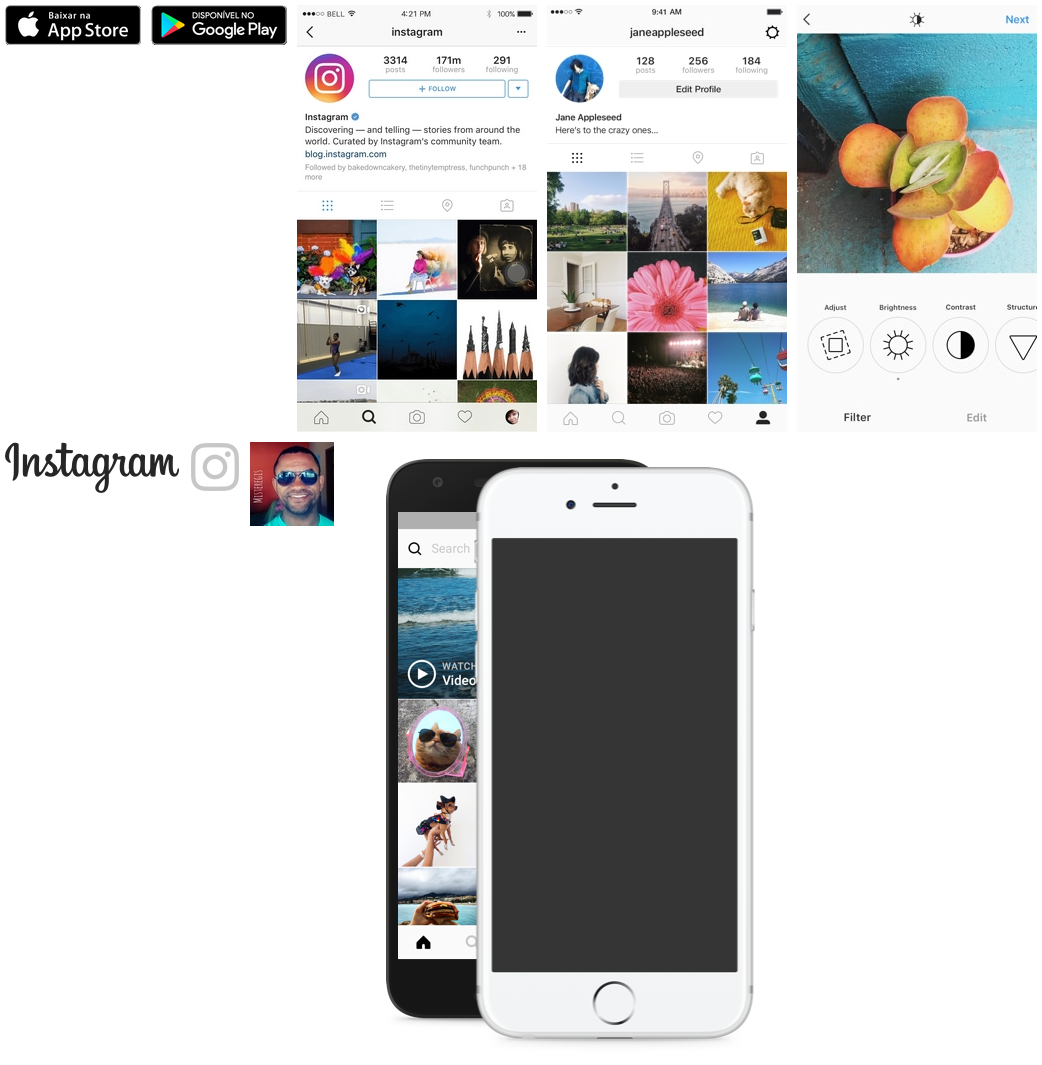 Baixar na
App Store
DISPONÍVEL NO
Google Play
BELL
4:21 PM
100%
instagram
3314
171m
291
posts
followers
following
+ FOLLOW
Instagram
Discovering — and telling — stories from around the
world. Curated by Instagram's community team.
blog.instagram.com
Followed by bakedowncakery, thetinytemptress, funchpunch + 18
more
9:41 AM
janeappleseed
128
256
184
posts
followers
following
Edit Profile
Jane Appleseed
Here's to the crazy ones...
Next
Adjust
Brightness
Contrast
Structure
Filter
Edit
Instagram
MISTEREGIS
Search
WATCH
Video